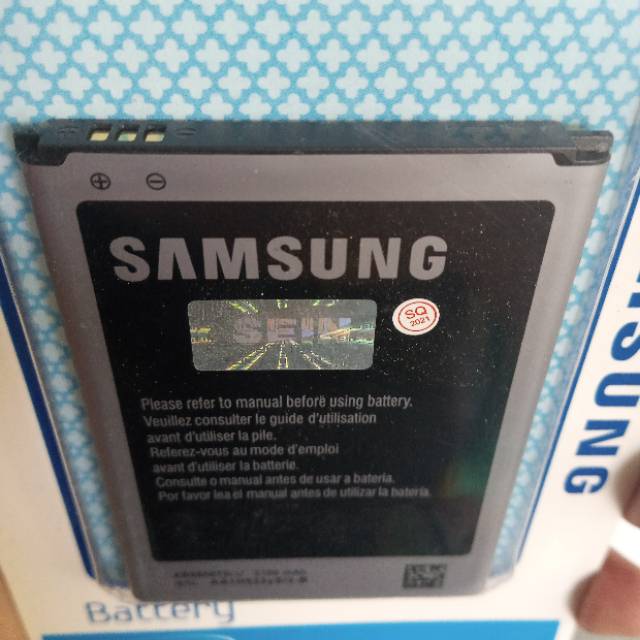 SAMSUNG
SQ
2021
Please refer to manual before using battery.
Veuillez consulter le guide d'utilisation
avant d'utiliser la pile.
Referez-vous au mode d'emploi
avant d'utiliser la batterie.
Consulte o manual antes de usar a bateria.
Por favor lea el manual antes de utilizar la bateria.
Battery